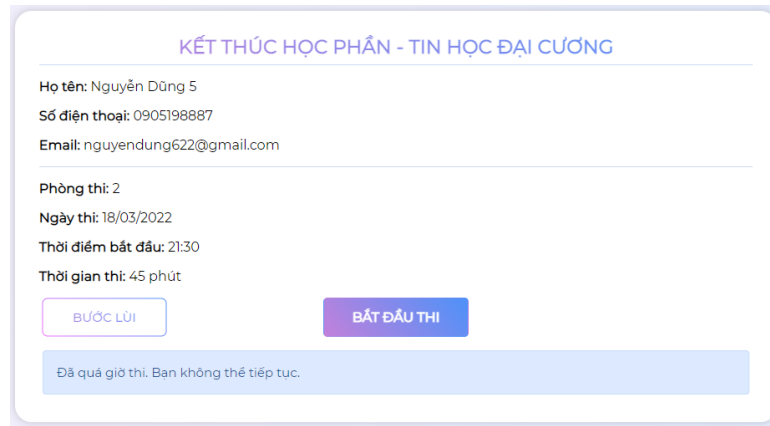 KẾT THÚC HỌC PHẦN - TIN HỌC ĐẠI CƯƠNG
Họ tên: Nguyễn Dũng 5
Số điện thoại: 0905198887
Email: nguyendung622@gmail.com
Phòng thi: 2
Ngày thi: 18/03/2022
Thời điểm bắt đầu: 21:30
Thời gian thi: 45 phút
BƯỚC LÙI
BẮT ĐẦU THI
Đã quá giờ thi. Bạn không thể tiếp tục.